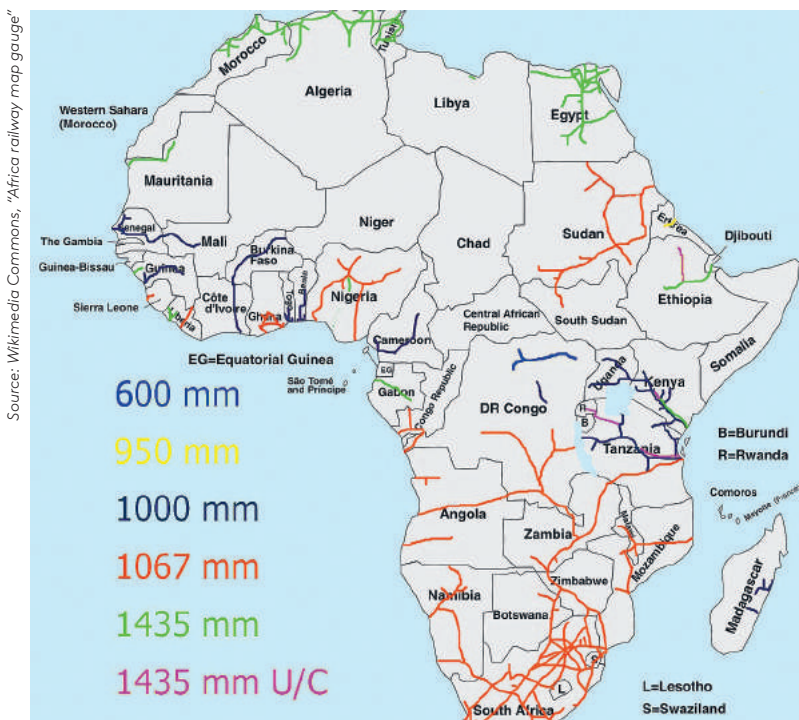 Source: Wikimedia Commons, "Africa railway map gauge"
Morocco
Tunisia
Algeria
Libya
Egypt
Western Sahara
(Morocco)
Mauritania
Mali
Niger
Chad
Sudan
Eritrea
Djibouti
Senegal
The Gambia
Guinea-Bissau
Guinea
Sierra Leone
Liberia
Côte
d'Ivoire
Burkina
Faso
Ghana
Togo
Benin
Nigeria
Cameroon
Central African
Republic
South Sudan
Ethiopia
Somalia
EG=Equatorial Guinea
EG
São Tomé
and Príncipe
Gabon
Congo Republic
DR Congo
Uganda
Kenya
R
B
Tanzania
B=Burundi
R=Rwanda
600 mm
950 mm
1000 mm
1067 mm
1435 mm
1435 mm U/C
Comoros
Angola
Zambia
Malawi
Mozambique
Zimbabwe
Namibia
Botswana
Madagascar
S
L
South Africa
L=Lesotho
S=Swaziland